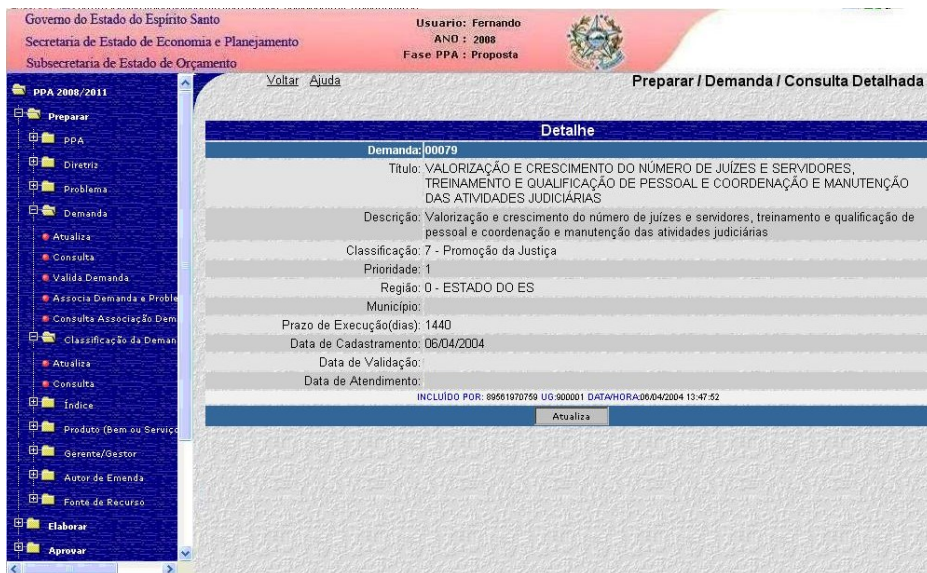 Governo do Estado do Espírito Santo
Secretaria de Estado de Economia e Planejamento
Subsecretaria de Estado de Orçamento
Usuario: Fernando
ANO : 2008
Fase PPA : Proposta
PPA 2008/2011
Preparar
PPA
Diretriz
Problema
Demanda
Atualiza
Consulta
Valida Demanda
Associa Demanda e Proble
Consulta Associação Dem
Classificação da Deman
Atualiza
Consulta
Índice
Produto (Bem ou Serviço
Gerente/Gestor
Autor de Emenda
Fonte de Recurso
Elaborar
Aprovar
Voltar Ajuda
Preparar / Demanda / Consulta Detalhada
Detalhe
Demanda: 00079
Título: VALORIZAÇÃO E CRESCIMENTO DO NÚMERO DE JUÍZES E SERVIDORES,
TREINAMENTO E QUALIFICAÇÃO DE PESSOAL E COORDENAÇÃO E MANUTENÇÃO
DAS ATIVIDADES JUDICIÁRIAS
Descrição: Valorização e crescimento do número de juízes e servidores, treinamento e qualificação de
pessoal e coordenação e manutenção das atividades judiciárias
Classificação: 7 - Promoção da Justiça
Prioridade: 1
Região: 0 - ESTADO DO ES
Município:
Prazo de Execução(dias): 1440
Data de Cadastramento: 06/04/2004
Data de Validação:
Data de Atendimento:
INCLUÍDO POR: 89561970759 UG:900001 DATA/HORA:06/04/2004 13:47:52
Atualiza